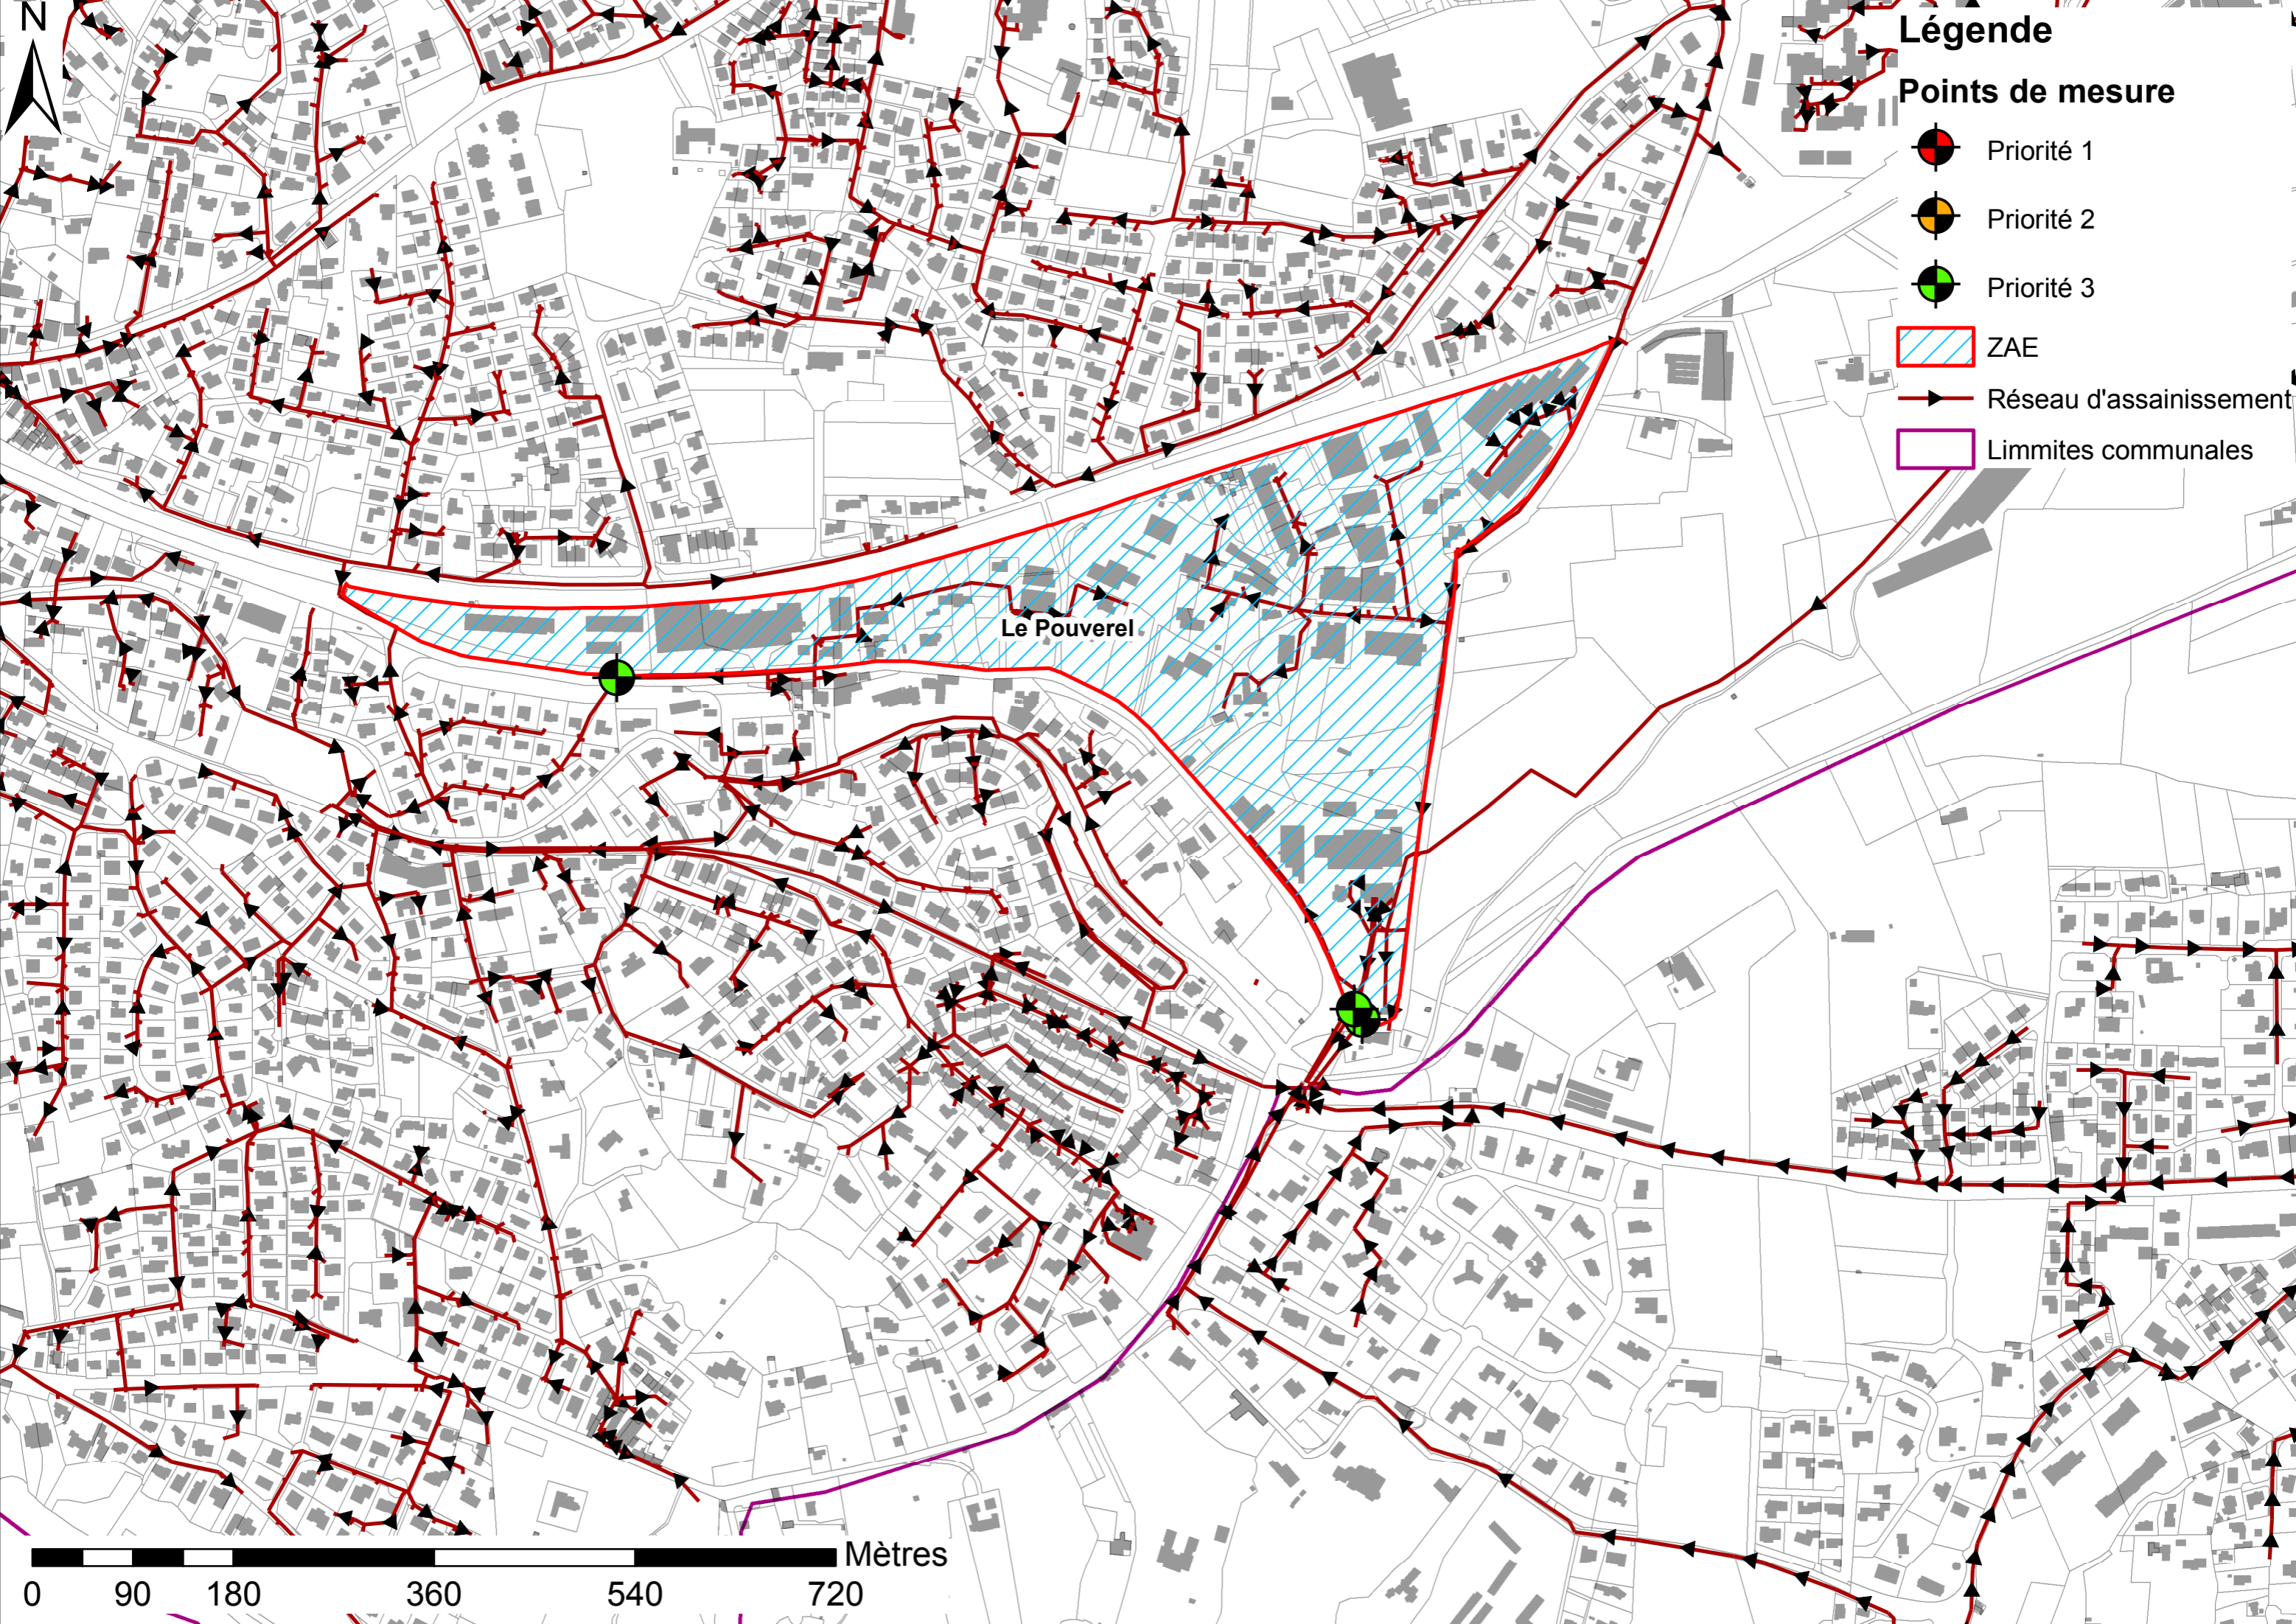 N
Légende
Points de mesure
Priorité 1
Priorité 2
Priorité 3
ZAE
Réseau d'assainissement
Limmites communales
Le Pouverel
Mètres
0 90 180 360 540 720